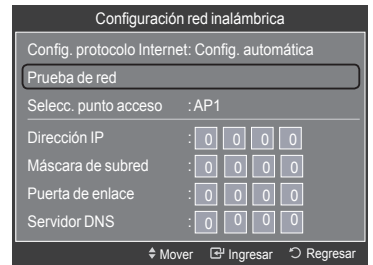 Configuración red inalámbrica
Config. protocolo Internet: Config. automática
Prueba de red
Selecc. punto acceso : AP1
Dirección IP : 0 0 0 0
Máscara de subred : 0 0 0 0
Puerta de enlace : 0 0 0 0
Servidor DNS : 0 0 0 0
Mover Ingresar Regresar